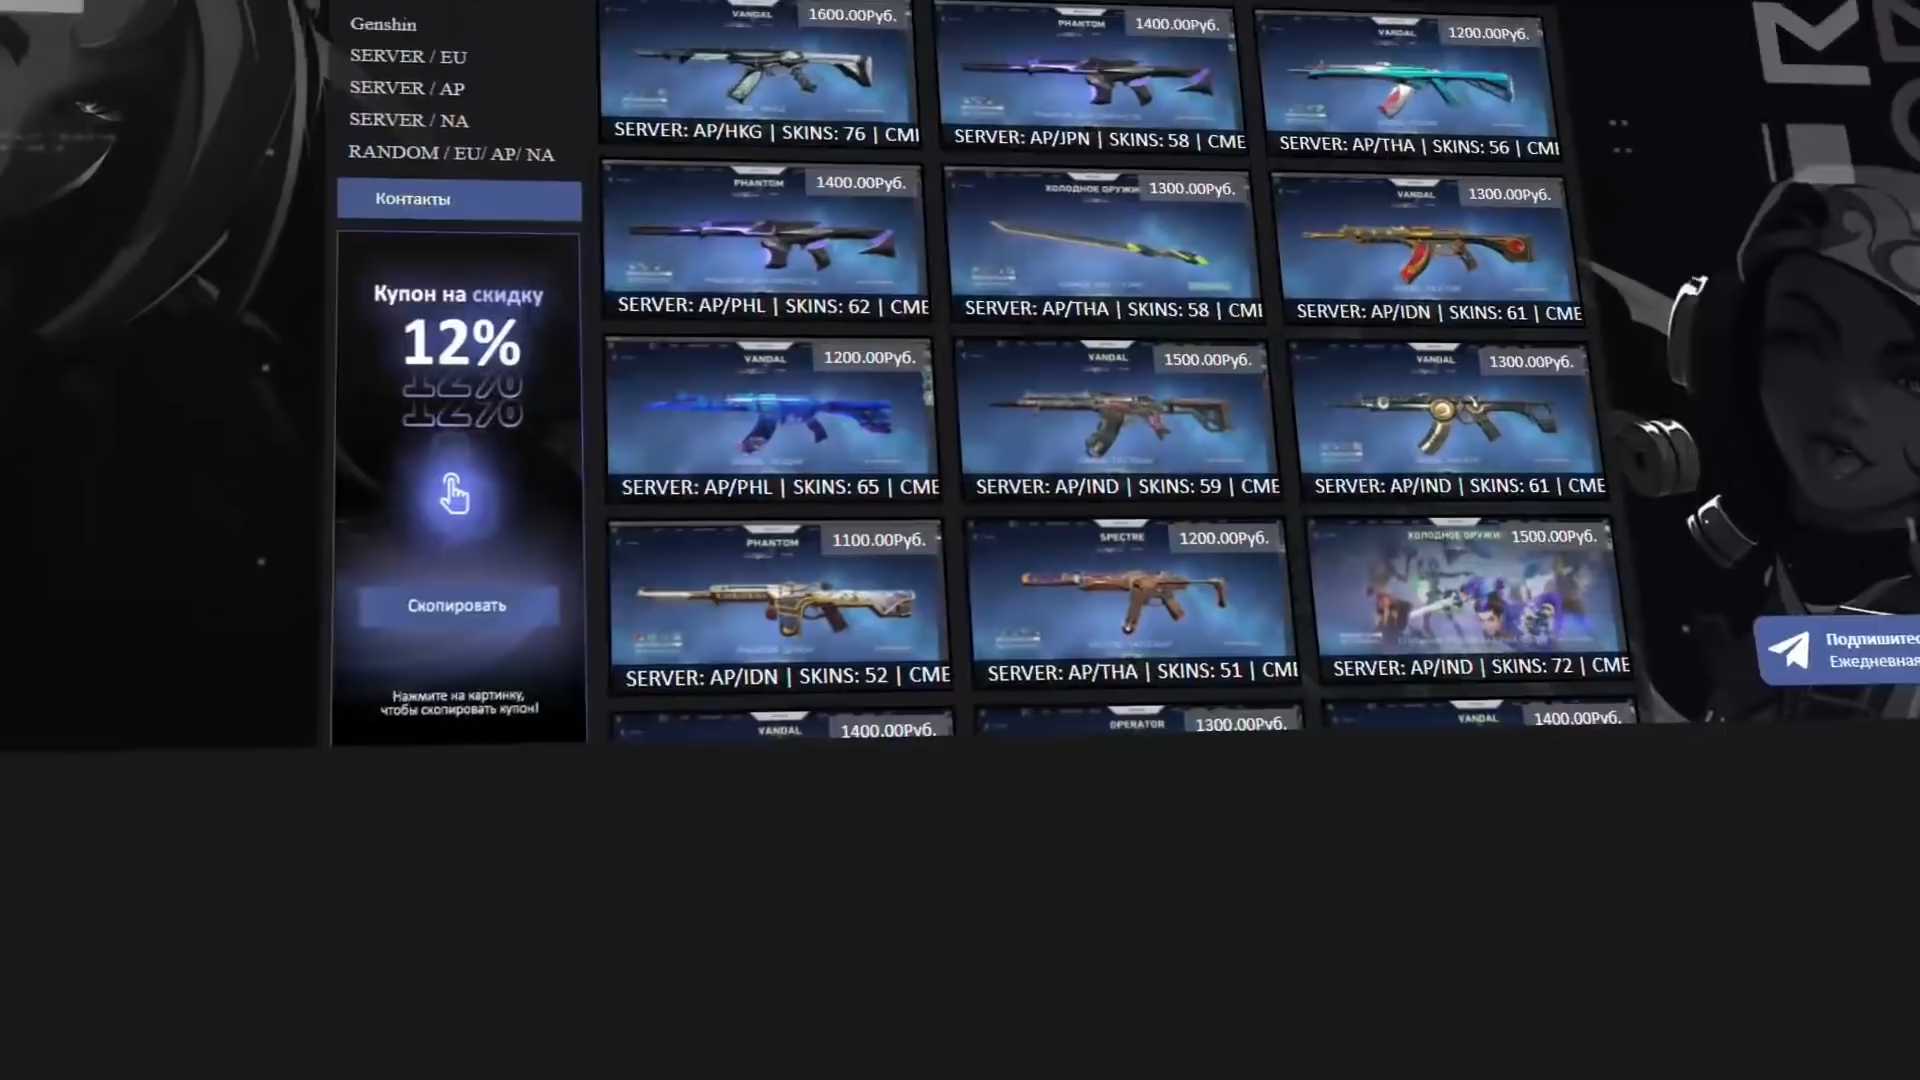 Genshin
SERVER / EU
SERVER / AP
SERVER / NA
RANDOM / EU/ AP/ NA
Контакты
Купон на скидку
12%
12%
12%
Скопировать
Нажмите на картинку,
чтобы скопировать купон!
VANDAL
1600.00Руб.
SERVER: AP/HKG | SKINS: 76 | CMI
PHANTOM
1400.00Руб.
SERVER: AP/JPN | SKINS: 58 | CME
VANDAL
1200.00Руб.
SERVER: AP/THA | SKINS: 56 | CMI
PHANTOM
1400.00Руб.
SERVER: AP/PHL | SKINS: 62 | CME
ХОЛОДНОЕ ОРУЖИ
1300.00Руб.
SERVER: AP/THA | SKINS: 58 | CMI
VANDAL
1300.00Руб.
SERVER: AP/IDN | SKINS: 61 | CME
VANDAL
1200.00Руб.
SERVER: AP/PHL | SKINS: 65 | CME
VANDAL
1500.00Руб.
SERVER: AP/IND | SKINS: 59 | CME
VANDAL
1300.00Руб.
SERVER: AP/IND | SKINS: 61 | CME
PHANTOM
1100.00Руб.
SERVER: AP/IDN | SKINS: 52 | CME
SPECTRE
1200.00Руб.
SERVER: AP/THA | SKINS: 51 | CME
ХОЛОДНОЕ ОРУЖИ
1500.00Руб.
SERVER: AP/IND | SKINS: 72 | CME
VANDAL
1400.00Руб.
OPERATOR
1300.00Руб.
VANDAL
1400.00Руб.
Подпишитес
Ежедневная